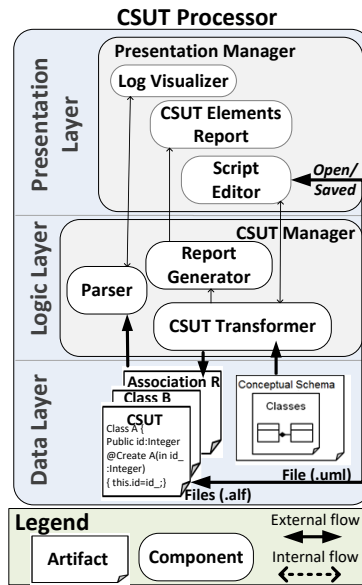 CSUT Processor
Presentation Layer
Presentation Manager
Log Visualizer
CSUT Elements
Report
Script
Editor
Open/
Saved
Logic Layer
CSUT Manager
Report
Generator
Parser
CSUT Transformer
Data Layer
Association R
Class B
CSUT
Class A {
Public id:Integer
@Create A(in id_
:Integer)
{ this.id=id_;}
Conceptual Schema
Classes
File (.uml)
Files (.alf)
Legend
Artifact
Component
External flow
Internal flow